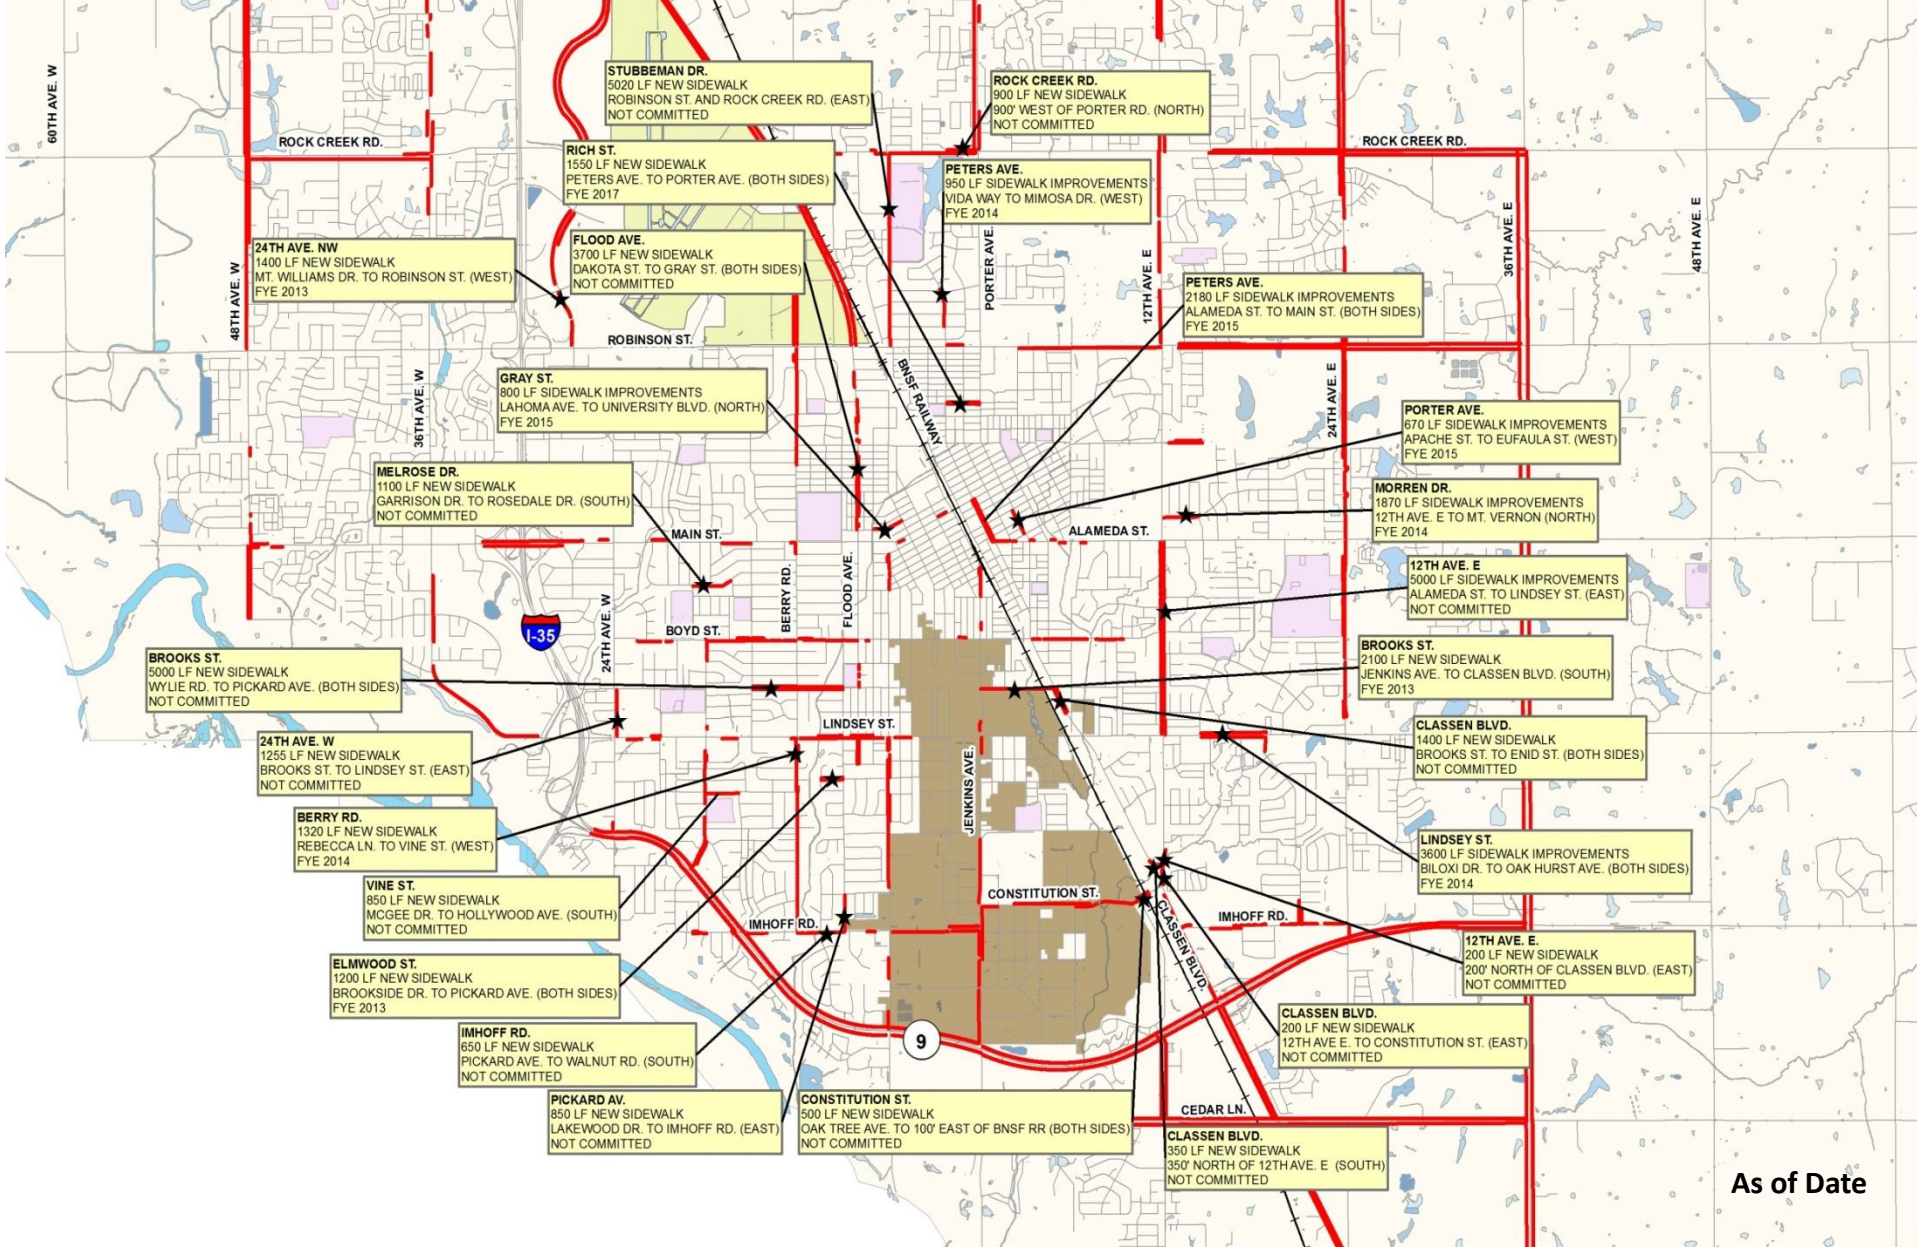 STUBBEMAN DR.
5020 LF NEW SIDEWALK
ROBINSON ST. AND ROCK CREEK RD. (EAST)
NOT COMMITTED
ROCK CREEK RD.
900 LF NEW SIDEWALK
900' WEST OF PORTER RD. (NORTH)
NOT COMMITTED
60TH AVE. W
ROCK CREEK RD.
ROCK CREEK RD.
RICH ST.
1550 LF NEW SIDEWALK
PETERS AVE. TO PORTER AVE. (BOTH SIDES)
FYE 2017
PETERS AVE.
950 LF SIDEWALK IMPROVEMENTS
VIDA WAY TO MIMOSA DR. (WEST)
FYE 2014
24TH AVE. NW
1400 LF NEW SIDEWALK
MT. WILLIAMS DR. TO ROBINSON ST. (WEST)
FYE 2013
FLOOD AVE.
3700 LF NEW SIDEWALK
DAKOTA ST. TO GRAY ST. (BOTH SIDES)
NOT COMMITTED
48TH AVE. W
PORTER AVE.
12TH AVE. E
36TH AVE. E
48TH AVE. E
PETERS AVE.
2180 LF SIDEWALK IMPROVEMENTS
ALAMEDA ST. TO MAIN ST. (BOTH SIDES)
FYE 2015
ROBINSON ST.
GRAY ST.
800 LF SIDEWALK IMPROVEMENTS
LAHOMA AVE. TO UNIVERSITY BLVD. (NORTH)
FYE 2015
36TH AVE. W
BNSF RAILWAY
24TH AVE. E
PORTER AVE.
670 LF SIDEWALK IMPROVEMENTS
APACHE ST. TO EUFAULA ST. (WEST)
FYE 2015
MELROSE DR.
1100 LF NEW SIDEWALK
GARRISON DR. TO ROSEDALE DR. (SOUTH)
NOT COMMITTED
MORREN DR.
1870 LF SIDEWALK IMPROVEMENTS
12TH AVE. E TO MT. VERNON (NORTH)
FYE 2014
MAIN ST.
ALAMEDA ST.
12TH AVE. E
5000 LF SIDEWALK IMPROVEMENTS
ALAMEDA ST. TO LINDSEY ST. (EAST)
NOT COMMITTED
BERRY RD.
FLOOD AVE.
24TH AVE. W
I-35
BOYD ST.
BROOKS ST.
5000 LF NEW SIDEWALK
WYLIE RD. TO PICKARD AVE. (BOTH SIDES)
NOT COMMITTED
BROOKS ST.
2100 LF NEW SIDEWALK
JENKINS AVE. TO CLASSEN BLVD. (SOUTH)
FYE 2013
LINDSEY ST.
CLASSEN BLVD.
1400 LF NEW SIDEWALK
BROOKS ST. TO ENID ST. (BOTH SIDES)
NOT COMMITTED
24TH AVE. W
1255 LF NEW SIDEWALK
BROOKS ST. TO LINDSEY ST. (EAST)
NOT COMMITTED
JENKINS AVE.
BERRY RD.
1320 LF NEW SIDEWALK
REBECCA LN. TO VINE ST. (WEST)
FYE 2014
LINDSEY ST.
3600 LF SIDEWALK IMPROVEMENTS
BILOXI DR. TO OAK HURST AVE. (BOTH SIDES)
FYE 2014
VINE ST.
850 LF NEW SIDEWALK
MCGEE DR. TO HOLLYWOOD AVE. (SOUTH)
NOT COMMITTED
CONSTITUTION ST.
IMHOFF RD.
IMHOFF RD.
CLASSEN BLVD.
12TH AVE. E.
200 LF NEW SIDEWALK
200' NORTH OF CLASSEN BLVD. (EAST)
NOT COMMITTED
ELMWOOD ST.
1200 LF NEW SIDEWALK
BROOKSIDE DR. TO PICKARD AVE. (BOTH SIDES)
FYE 2013
CLASSEN BLVD.
200 LF NEW SIDEWALK
12TH AVE E. TO CONSTITUTION ST. (EAST)
NOT COMMITTED
IMHOFF RD.
650 LF NEW SIDEWALK
PICKARD AVE. TO WALNUT RD. (SOUTH)
NOT COMMITTED
9
PICKARD AV.
850 LF NEW SIDEWALK
LAKEWOOD DR. TO IMHOFF RD. (EAST)
NOT COMMITTED
CONSTITUTION ST.
500 LF NEW SIDEWALK
OAK TREE AVE. TO 100' EAST OF BNSF RR (BOTH SIDES)
NOT COMMITTED
CEDAR LN.
CLASSEN BLVD.
350 LF NEW SIDEWALK
350' NORTH OF 12TH AVE. E (SOUTH)
NOT COMMITTED
As of Date